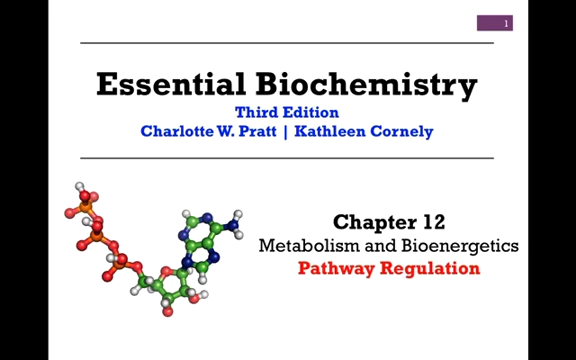 1
Essential Biochemistry
Third Edition
Charlotte W. Pratt | Kathleen Cornely
Chapter 12
Metabolism and Bioenergetics
Pathway Regulation